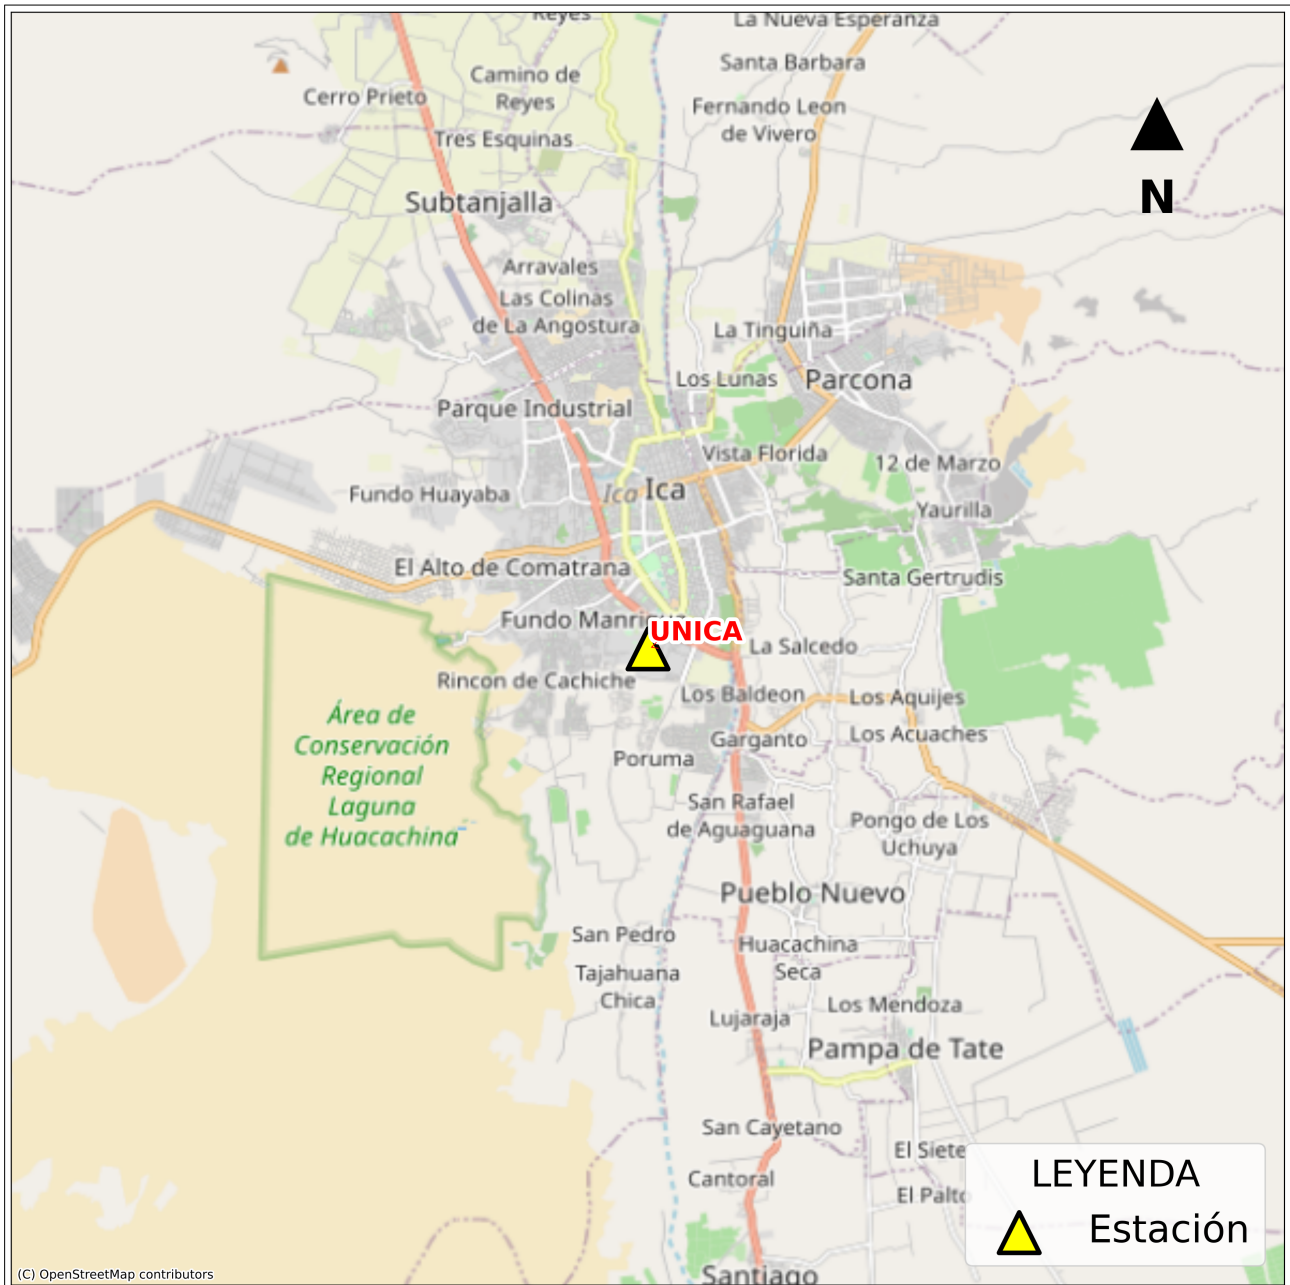 Reyes
La Nueva Esperanza
Santa Barbara
Camino de
Reyes
Cerro Prieto
Fernando Leon
de Vivero
Tres Esquinas
N
Subtanjalla
Arravales
Las Colinas
de La Angostura
La Tinguiña
Los Lunas
Parcona
Parque Industrial
Vista Florida
12 de Marzo
Fundo Huayaba
Ica Ica
Yaurilla
El Alto de Comatrana
Santa Gertrudis
Fundo Manrique
UNICA
La Salcedo
Rincon de Cachiche
Los Baldeon
Los Aquijes
Área de
Conservación
Regional
Laguna
de Huacachina
Garganto
Los Acuaches
Poruma
San Rafael
de Aguaguana
Pongo de Los
Uchuya
Pueblo Nuevo
San Pedro
Huacachina
Seca
Tajahuana
Chica
Los Mendoza
Lujaraja
Pampa de Tate
San Cayetano
El Siete
Cantoral
El Palto
Santiago
LEYENDA
Estación
(C) OpenStreetMap contributors